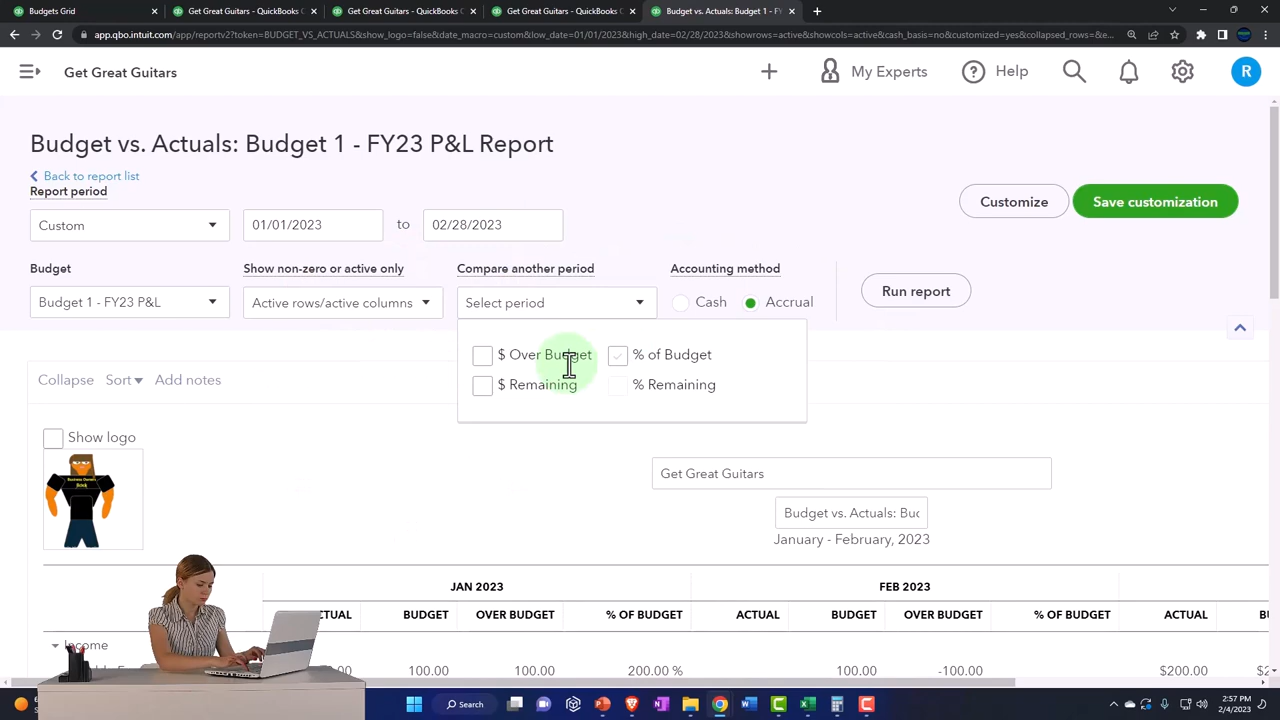 Budget Grid
Get Great Guitars - QuickBooks C
Get Great Guitars - QuickBooks C
Get Great Guitars - QuickBooks C
Budget vs. Actuals: Budget 1 - FY
app.qbo.intuit.com/app/reportv2?token=BUDGET_VS_ACTUALS&show_logo=false&date_macro=custom&low_date=01/01/2023&high_date=02/28/2023&showrows=active&showcols=active&cash_basis=no&customized=yes&collapsed_rows=&e...
Get Great Guitars
My Experts
Help
R
Budget vs. Actuals: Budget 1 - FY23 P&L Report
Back to report list
Report period
Custom
01/01/2023
to
02/28/2023
Customize
Save customization
Budget
Show non-zero or active only
Compare another period
Accounting method
Budget 1 - FY23 P&L
Active rows/active columns
Select period
Cash
Accrual
Run report
$ Over Budget
% of Budget
$ Remaining
% Remaining
Collapse
Sort
Add notes
Show logo
Get Great Guitars
Budget vs. Actuals: Buc
January - February, 2023
JAN 2023
FEB 2023
BUDGET
OVER BUDGET
% OF BUDGET
ACTUAL
BUDGET
OVER BUDGET
% OF BUDGET
ACTUAL
Income
100.00
100.00
200.00 %
100.00
-100.00
$200.00
Search
2:57 PM
2/4/2023